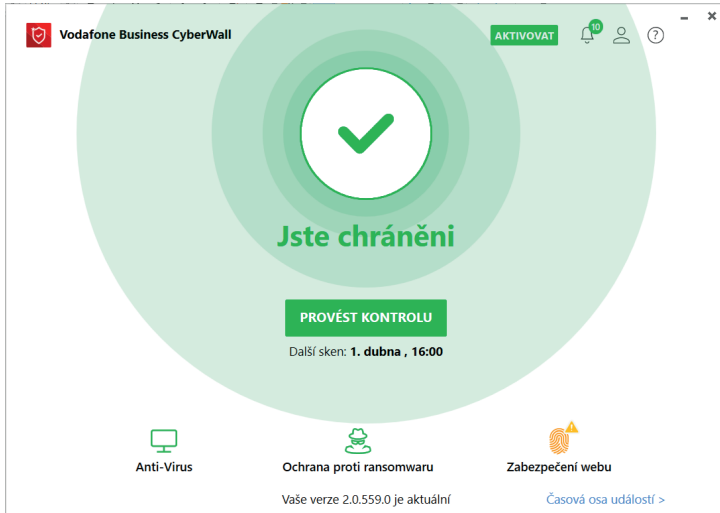 Vodafone Business CyberWall
AKTIVOVAT
10
?
Jste chráněni
PROVÉST KONTROLU
Další sken: 1. dubna , 16:00
Anti-Virus
Ochrana proti ransomwaru
Zabezpečení webu
Vaše verze 2.0.559.0 je aktuální
Časová osa událostí >